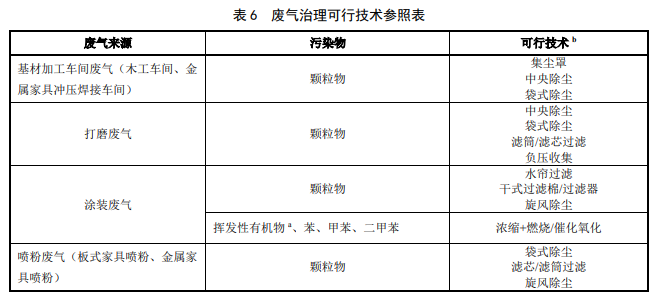 表 6 废气治理可行技术参照表
废气来源 污染物 可行技术 b
基材加工车间废气（木工车间、金
属家具冲压焊接车间）
颗粒物
集尘罩
中央除尘
袋式除尘
打磨废气
颗粒物
中央除尘
袋式除尘
滤筒/滤芯过滤
负压收集
涂装废气
颗粒物
水帘过滤
干式过滤棉/过滤器
旋风除尘
挥发性有机物 a、苯、甲苯、二甲苯
浓缩+燃烧/催化氧化
喷粉废气（板式家具喷粉、金属家
具喷粉）
颗粒物
袋式除尘
滤芯/滤筒过滤
旋风除尘